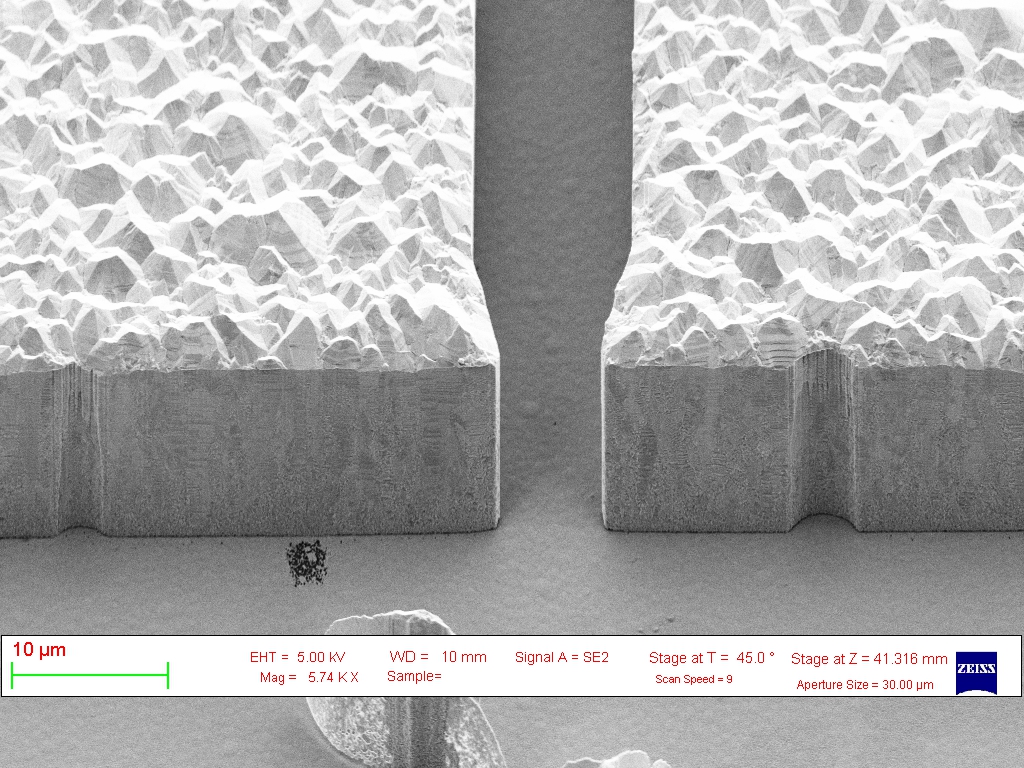 10 µm
EHT = 5.00 kV WD = 10 mm Signal A = SE2 Stage at T = 45.0 ° Stage at Z = 41.316 mm
Mag = 5.74 K X Sample= Scan Speed = 9 Aperture Size = 30.00 µm
ZEISS